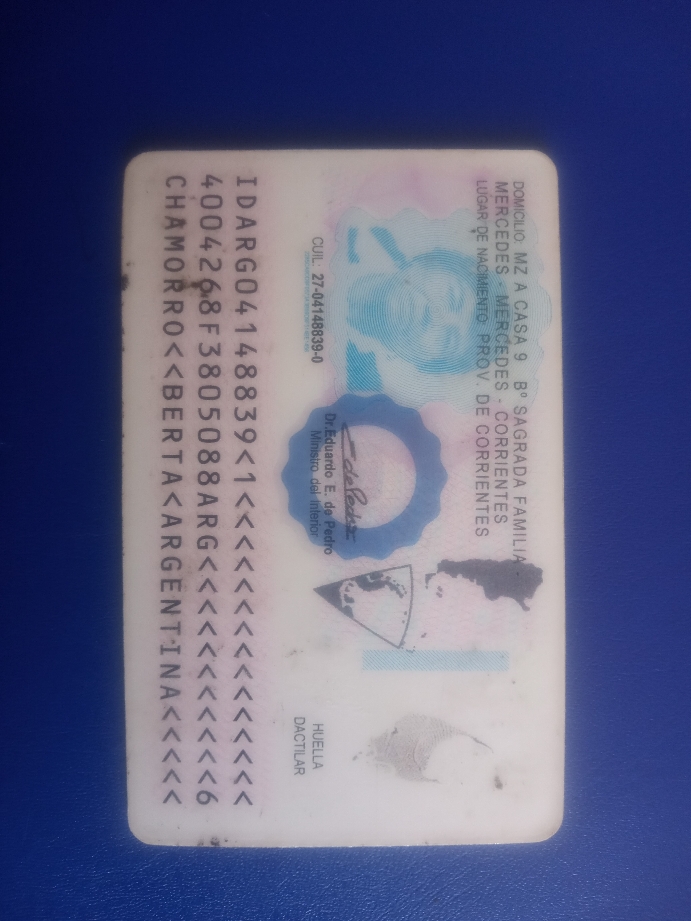 DOMICILIO: MZ A CASA 9 Bº SAGRADA FAMILIA
MERCEDES - MERCEDES - CORRIENTES
LUGAR DE NACIMIENTO: PROV. DE CORRIENTES
CUIL: 27-04148839-0
Dr. Eduardo E. de Pedro
Ministro del Interior
HUELLA
DACTILAR
IDARG04148839<1<<<<<<<<<<<<<<<
4004268F3805088ARG<<<<<<<<<<<6
CHAMORRO<<BERTA<ARGENTINA<<<<<